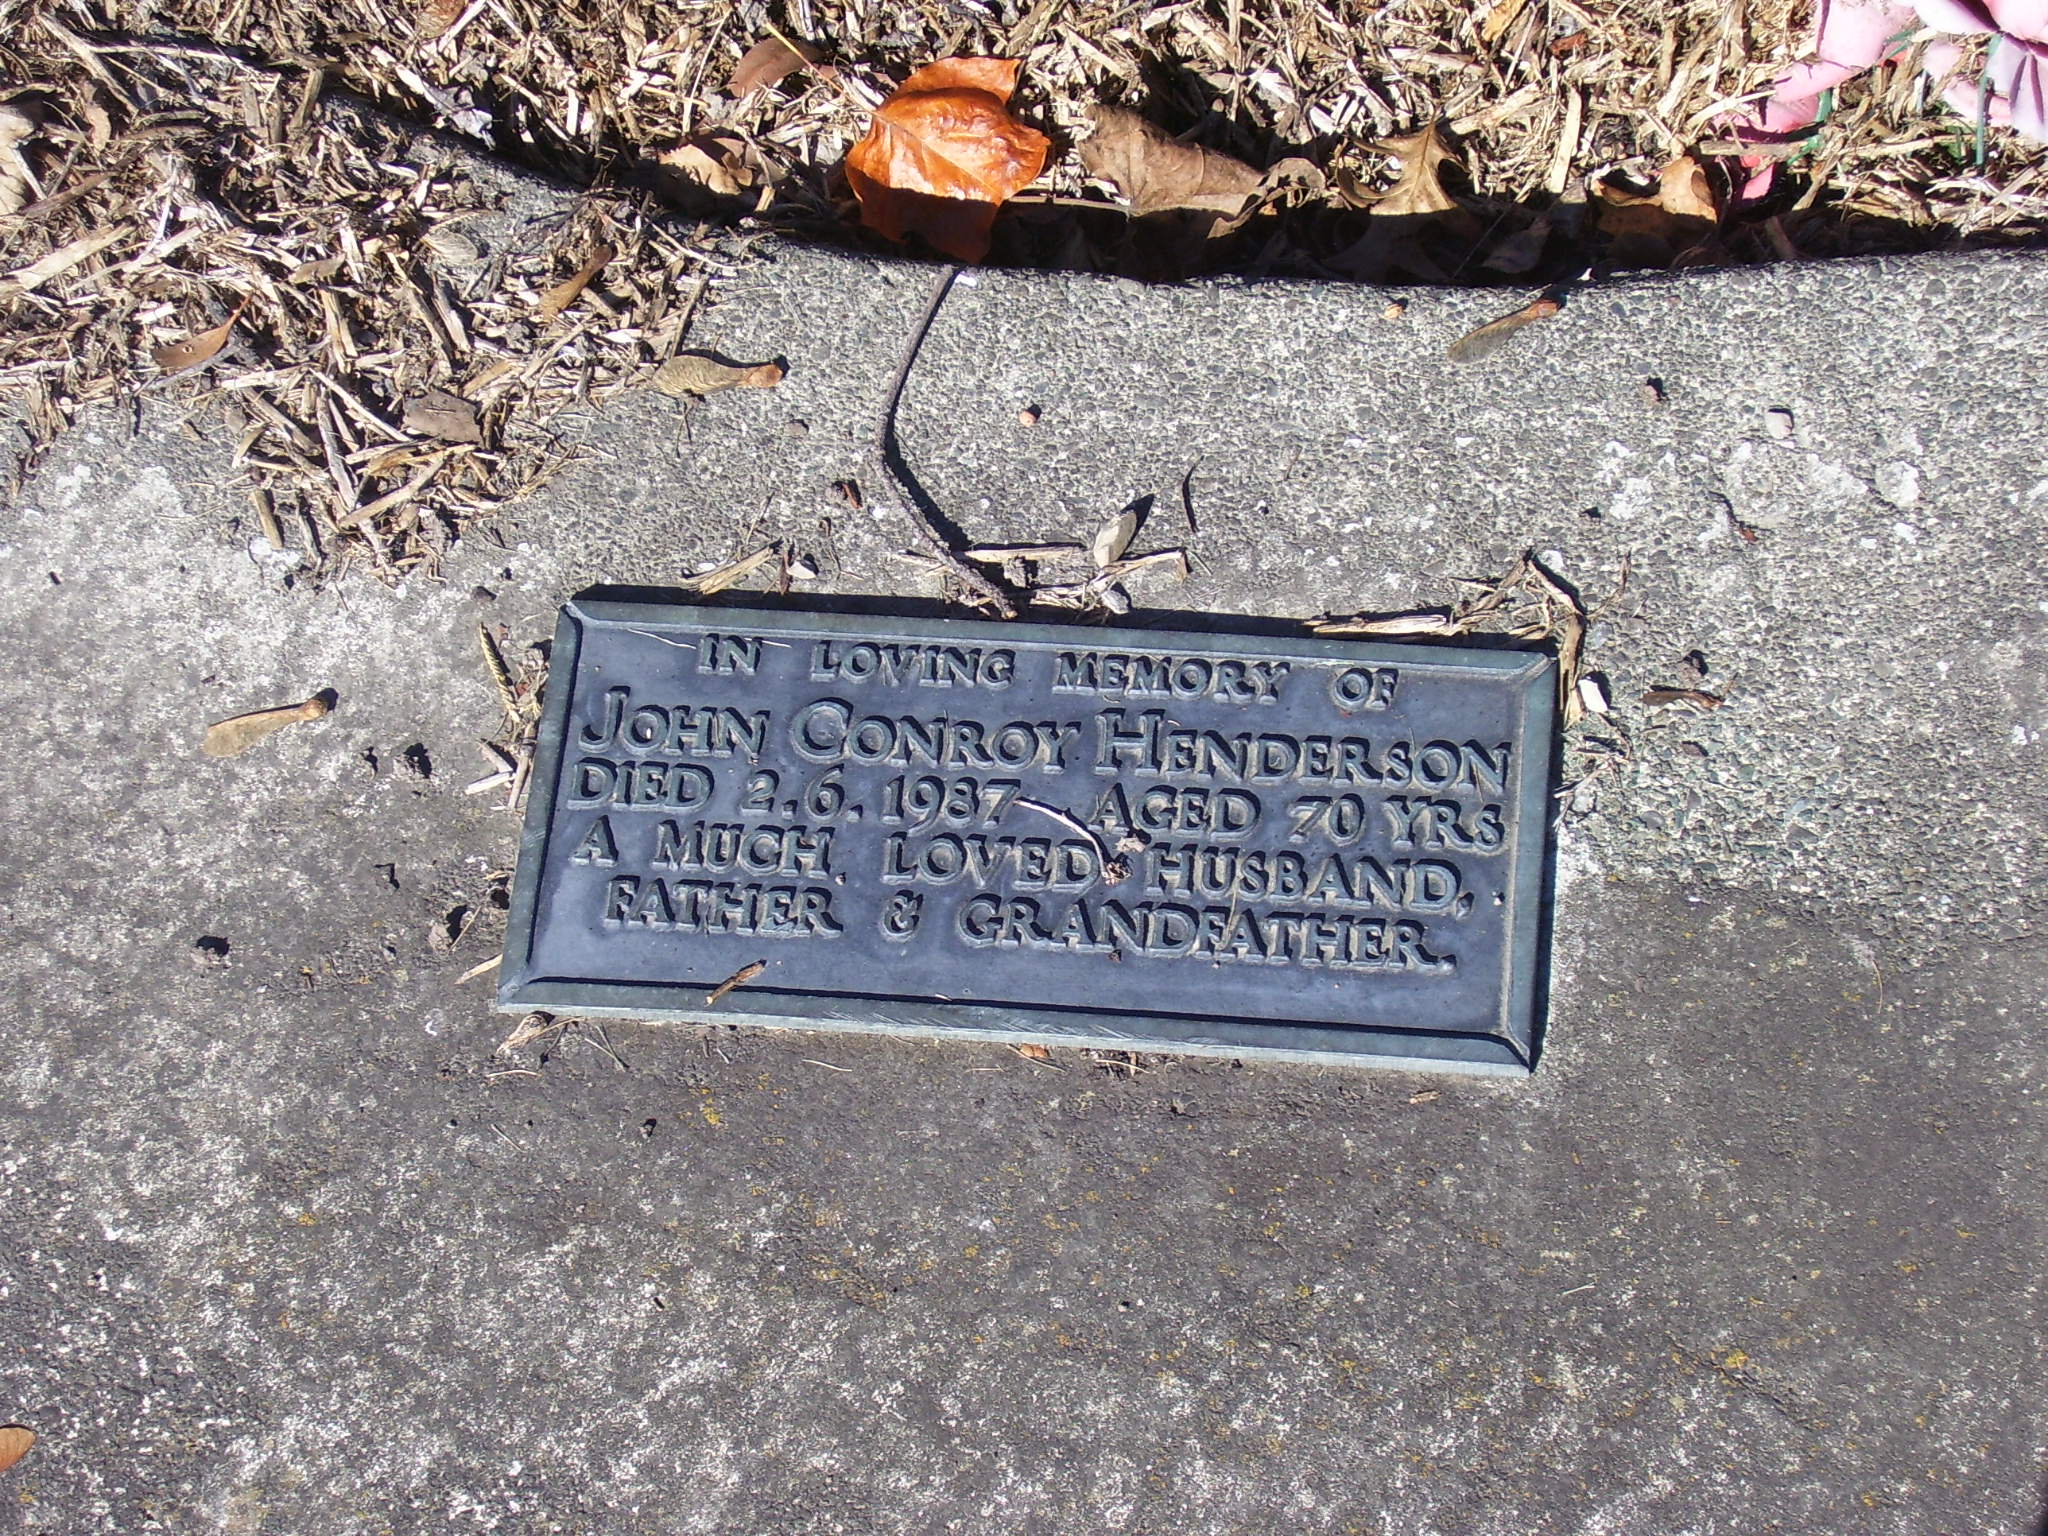 IN LOVING MEMORY OF
JOHN CONROY HENDERSON
DIED 2.6.1987 AGED 70 YRS
A MUCH LOVED HUSBAND,
FATHER & GRANDFATHER.